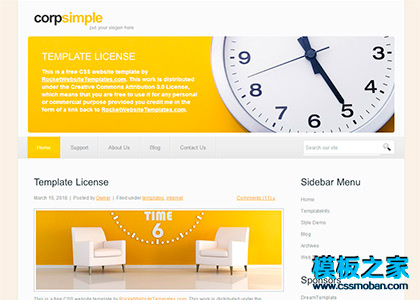 corpsimple
put your slogan here
TEMPLATE LICENSE
This is a free CSS website template by
RocketWebsiteTemplates.com. This work is distributed
under the Creative Commons Attribution 3.0 License,
which means that you are free to use it for any personal
or commercial purpose provided you credit me in the
form of a link back to RocketWebsiteTemplates.com.
12
1
2
3
4
5
6
7
8
Home
Support
About Us
Blog
Contact Us
Search our site
Template License
March 15, 2010 | Posted by Owner | Filed under templates, internet
Comments (11) »
TIME
6
This is a free CSS website template by RocketWebsiteTemplates.com. This work is distributed under the
Sidebar Menu
Home
TemplateInfo
Style Demo
Blog
Archives
Sponsors
DreamTemplate
模板之家
www.cssmoban.com